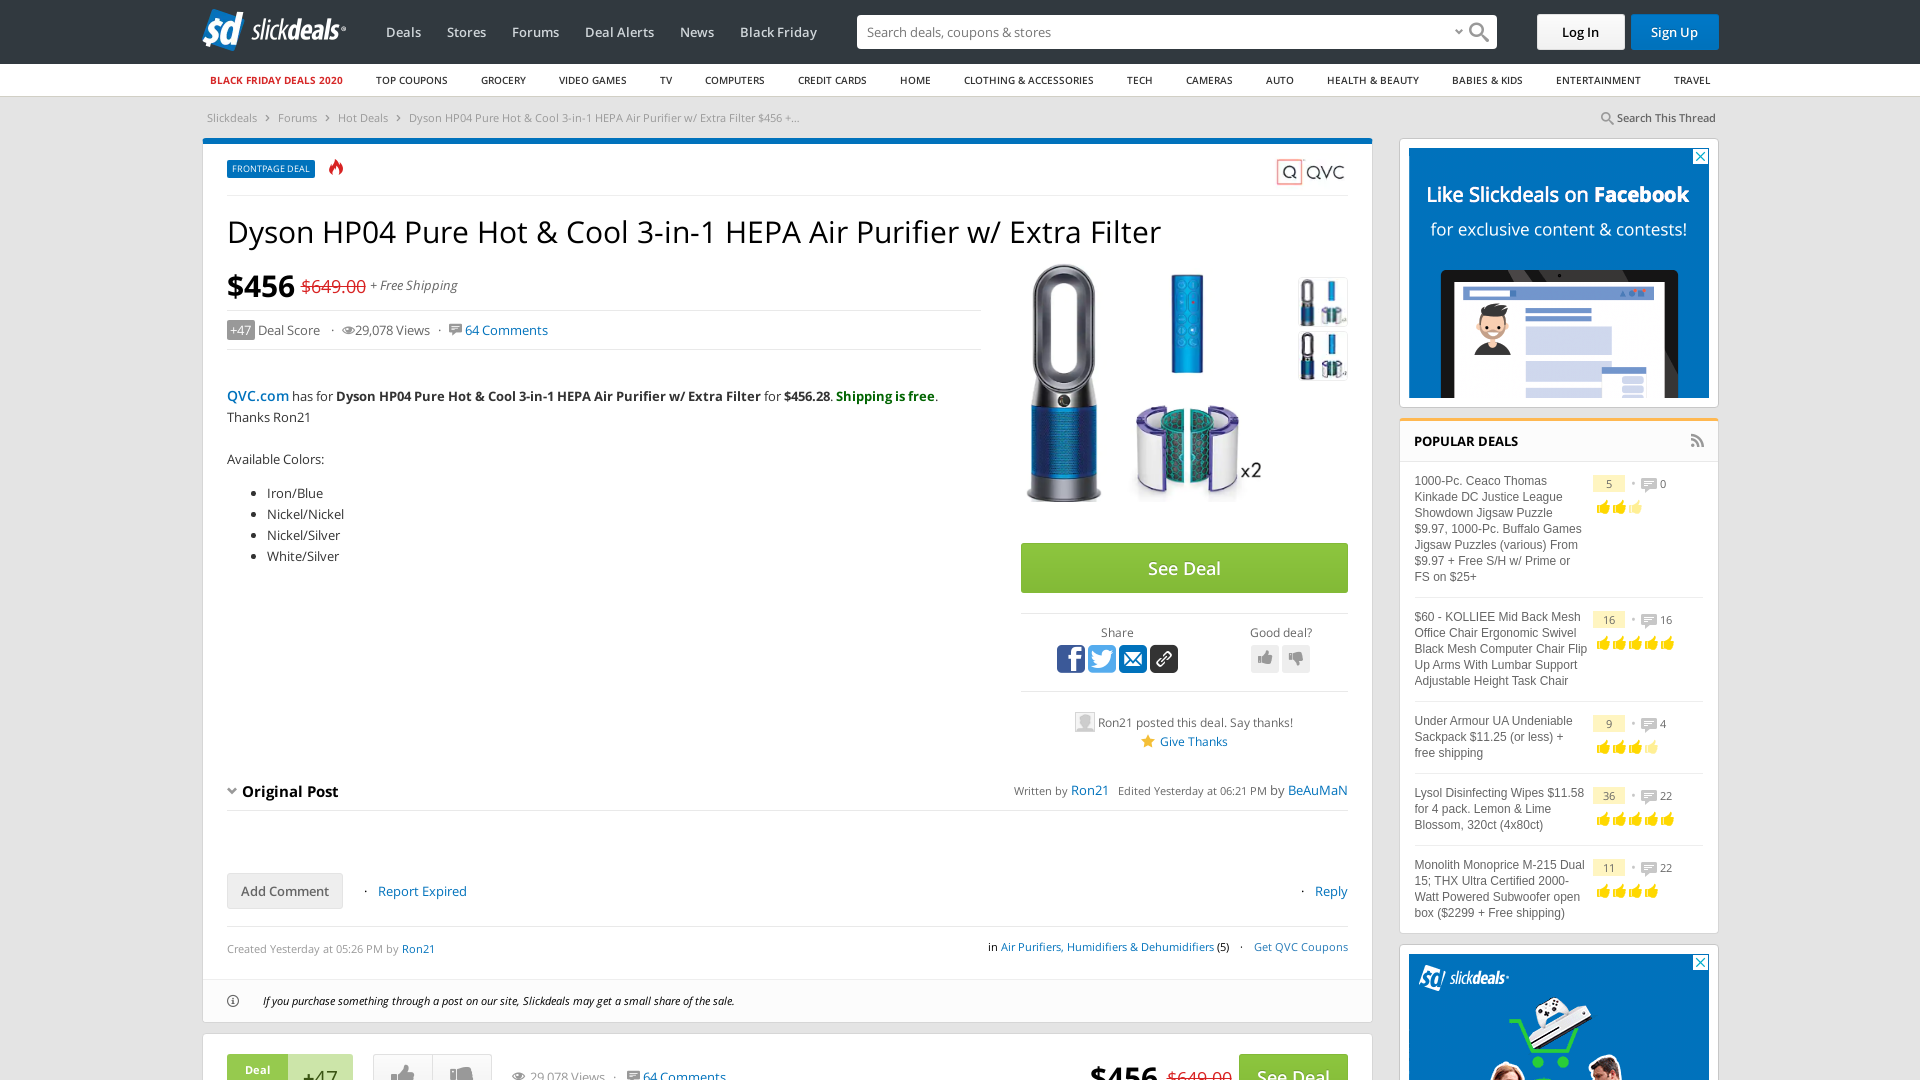 sd slickdeals
Deals Stores Forums Deal Alerts News Black Friday
Search deals, coupons & stores
Log In
Sign Up
BLACK FRIDAY DEALS 2020 TOP COUPONS GROCERY VIDEO GAMES TV COMPUTERS CREDIT CARDS HOME CLOTHING & ACCESSORIES TECH CAMERAS AUTO HEALTH & BEAUTY BABIES & KIDS ENTERTAINMENT TRAVEL
Slickdeals > Forums > Hot Deals > Dyson HP04 Pure Hot & Cool 3-in-1 HEPA Air Purifier w/ Extra Filter $456 +...
Search This Thread
FRONTPAGE DEAL
Q QVC
Dyson HP04 Pure Hot & Cool 3-in-1 HEPA Air Purifier w/ Extra Filter
$456 $649.00 + Free Shipping
+47 Deal Score · 29,078 Views · 64 Comments
QVC.com has for Dyson HP04 Pure Hot & Cool 3-in-1 HEPA Air Purifier w/ Extra Filter for $456.28. Shipping is free.
Thanks Ron21
Available Colors:
Iron/Blue
Nickel/Nickel
Nickel/Silver
White/Silver
x2
See Deal
Share
Good deal?
Ron21 posted this deal. Say thanks!
Give Thanks
Original Post
Written by Ron21 Edited Yesterday at 06:21 PM by BeAuMaN
Add Comment · Report Expired
· Reply
Created Yesterday at 05:26 PM by Ron21
in Air Purifiers, Humidifiers & Dehumidifiers (5) · Get QVC Coupons
If you purchase something through a post on our site, Slickdeals may get a small share of the sale.
Deal
+47
29,078 Views · 64 Comments
$456 $649.00
See Deal
Like Slickdeals on Facebook
for exclusive content & contests!
POPULAR DEALS
1000-Pc. Ceaco Thomas
Kinkade DC Justice League
Showdown Jigsaw Puzzle
$9.97, 1000-Pc. Buffalo Games
Jigsaw Puzzles (various) From
$9.97 + Free S/H w/ Prime or
FS on $25+
5 • 0
$60 - KOLLIEE Mid Back Mesh
Office Chair Ergonomic Swivel
Black Mesh Computer Chair Flip
Up Arms With Lumbar Support
Adjustable Height Task Chair
16 • 16
Under Armour UA Undeniable
Sackpack $11.25 (or less) +
free shipping
9 • 4
Lysol Disinfecting Wipes $11.58
for 4 pack. Lemon & Lime
Blossom, 320ct (4x80ct)
36 • 22
Monolith Monoprice M-215 Dual
15; THX Ultra Certified 2000-
Watt Powered Subwoofer open
box ($2299 + Free shipping)
11 • 22
sd slickdeals